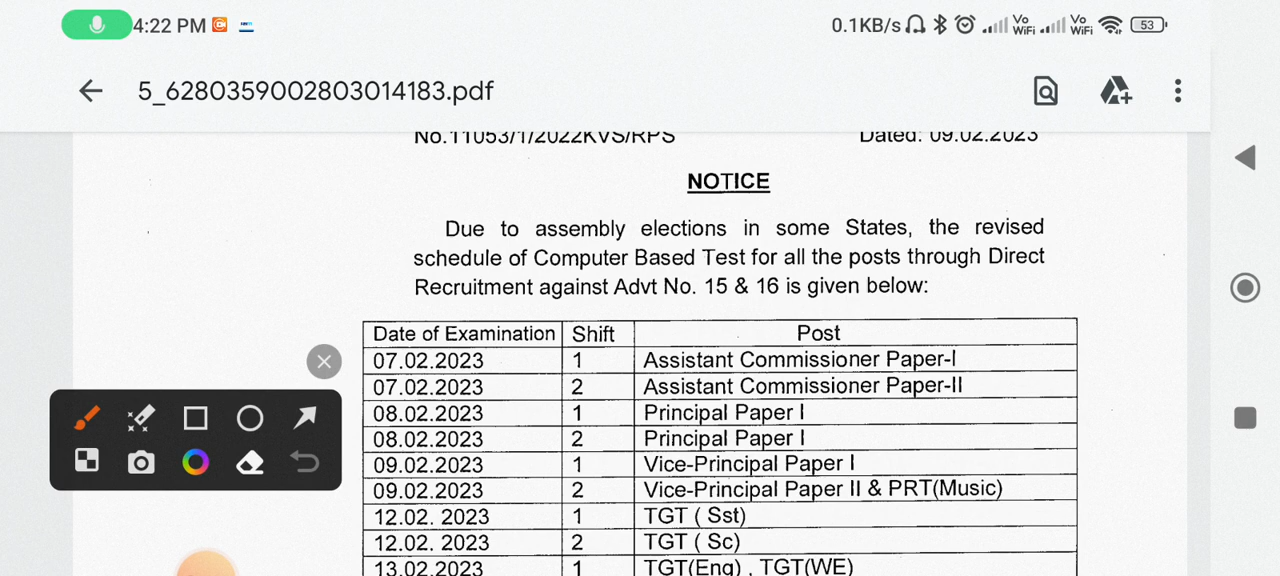 4:22 PM 0.1KB/s Vo WiFi Vo WiFi 53
5_6280359002803014183.pdf
No.11053/1/2022KVS/RPS Dated: 09.02.2023
NOTICE
Due to assembly elections in some States, the revised
schedule of Computer Based Test for all the posts through Direct
Recruitment against Advt No. 15 & 16 is given below:
Date of Examination Shift Post
07.02.2023 1 Assistant Commissioner Paper-I
07.02.2023 2 Assistant Commissioner Paper-II
08.02.2023 1 Principal Paper I
08.02.2023 2 Principal Paper I
09.02.2023 1 Vice-Principal Paper I
09.02.2023 2 Vice-Principal Paper II & PRT(Music)
12.02. 2023 1 TGT ( Sst)
12.02. 2023 2 TGT ( Sc)
13.02.2023 1 TGT(Eng) , TGT(WE)